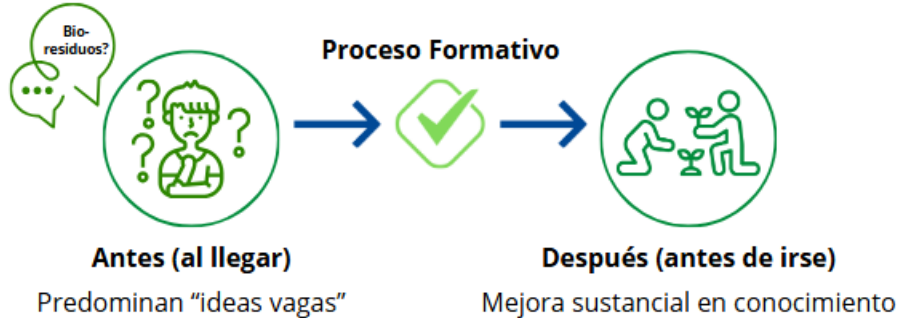 Bio-
residuos?
Proceso Formativo
Antes (al llegar)
Predominan “ideas vagas”
Después (antes de irse)
Mejora sustancial en conocimiento